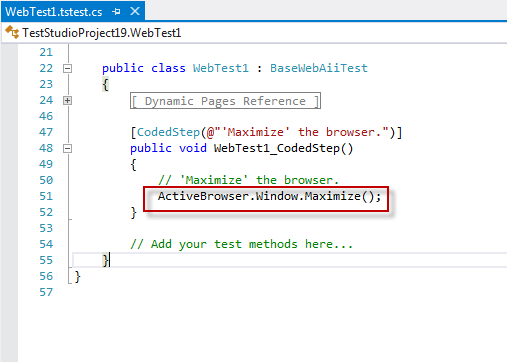 WebTest1.tstest.cs
TestStudioProject19.WebTest1
21
22 public class WebTest1 : BaseWebAiiTest
23 {
24 [ Dynamic Pages Reference ]
46
47 [CodedStep(@"'Maximize' the browser.")]
48 public void WebTest1_CodedStep()
49 {
50 // 'Maximize' the browser.
51 ActiveBrowser.Window.Maximize();
52 }
53
54 // Add your test methods here...
55 }
56 }
57